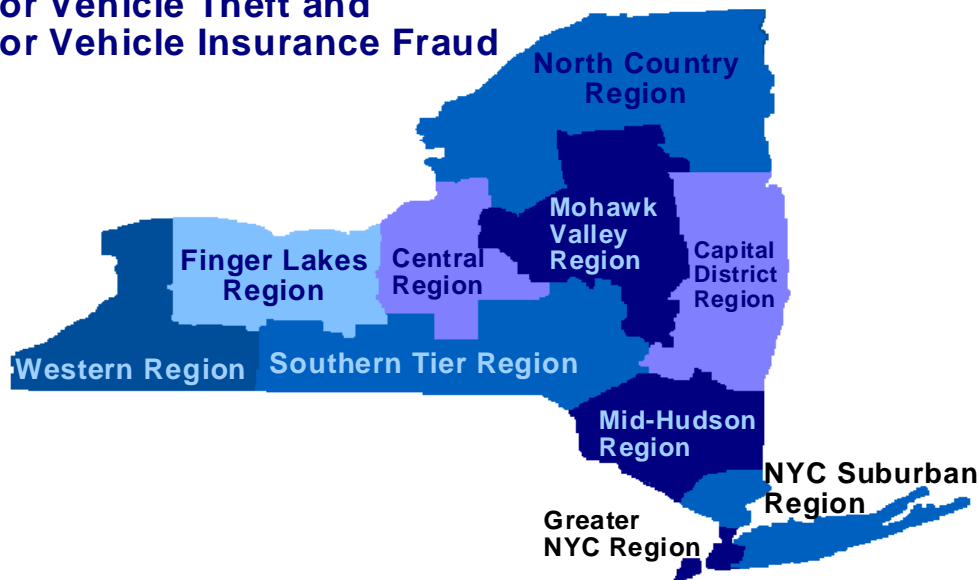 or Vehicle Theft and
or Vehicle Insurance Fraud
North Country
Region
Mohawk
Valley
Region
Capital
District
Region
Finger Lakes
Region
Central
Region
Western Region
Southern Tier Region
Mid-Hudson
Region
NYC Suburban
Region
Greater
NYC Region